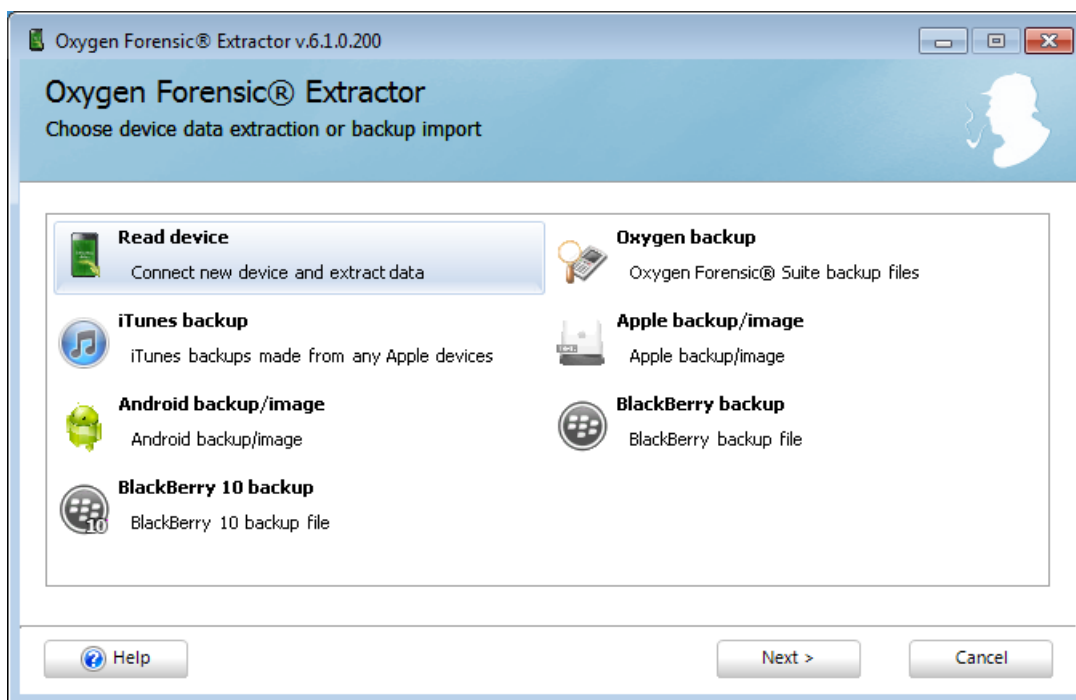 Oxygen Forensic® Extractor v.6.1.0.200
Oxygen Forensic® Extractor
Choose device data extraction or backup import
Read device
Connect new device and extract data
Oxygen backup
Oxygen Forensic® Suite backup files
iTunes backup
iTunes backups made from any Apple devices
Apple backup/image
Apple backup/image
Android backup/image
Android backup/image
BlackBerry backup
BlackBerry backup file
10
BlackBerry 10 backup
BlackBerry 10 backup file
Help
Next >
Cancel